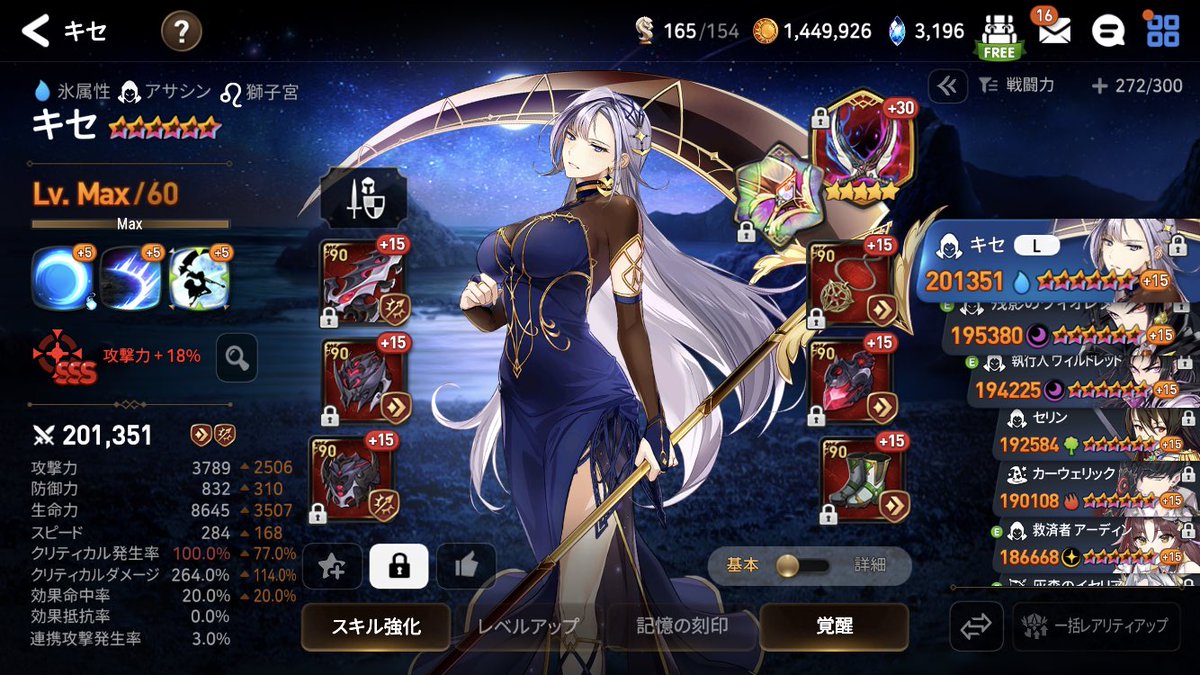 キセ
?
165/154
1,449,926
3,196
FREE
16
氷属性 アサシン 獅子宮
キセ
戦闘力
272/300
Lv. Max/60
Max
+5 +5 +5
攻撃力 + 18%
SSS
201,351
攻撃力 3789 2506
防御力 832 310
生命力 8645 3507
スピード 284 168
クリティカル発生率 100.0% 77.0%
クリティカルダメージ 264.0% 114.0%
効果命中率 20.0% 20.0%
効果抵抗率 0.0%
連携攻撃発生率 3.0%
90 +15
90 +15
90 +15
+30
90 +15
90 +15
90 +15
基本 詳細
スキル強化
レベルアップ
記憶の刻印
覚醒
キセ L
201351 +15
残影のヴィオレ
195380 +15
執行人 ワイルドレッド
194225 +15
セリン
192584 +15
カーウェリック
190108 +15
救済者 アーディン
186668 +15
一括レアリティアップ